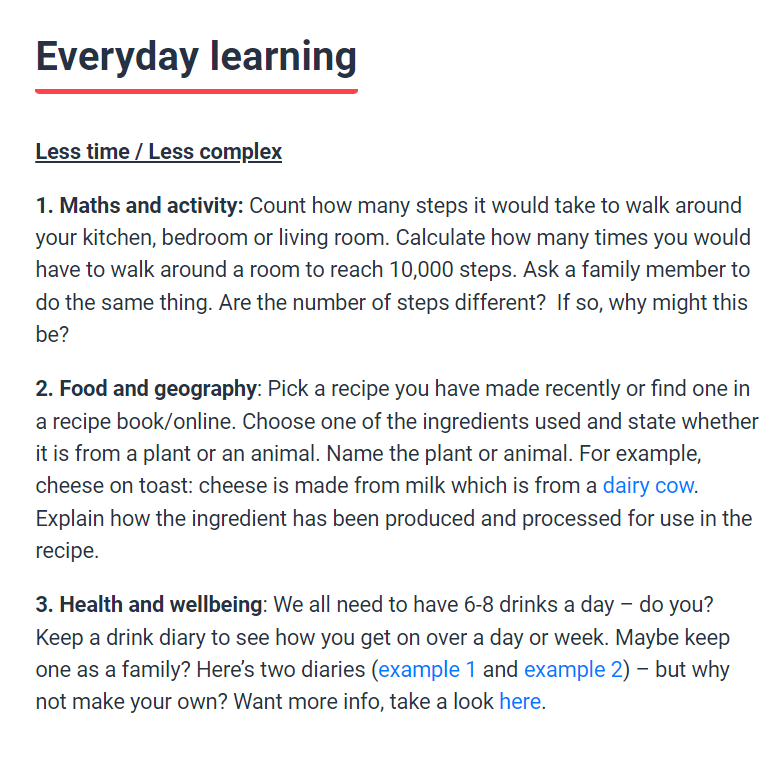 Everyday learning
Less time / Less complex
1. Maths and activity: Count how many steps it would take to walk around
your kitchen, bedroom or living room. Calculate how many times you would
have to walk around a room to reach 10,000 steps. Ask a family member to
do the same thing. Are the number of steps different?  If so, why might this
be?
2. Food and geography: Pick a recipe you have made recently or find one in
a recipe book/online. Choose one of the ingredients used and state whether
it is from a plant or an animal. Name the plant or animal. For example,
cheese on toast: cheese is made from milk which is from a dairy cow.
Explain how the ingredient has been produced and processed for use in the
recipe.
3. Health and wellbeing: We all need to have 6-8 drinks a day – do you?
Keep a drink diary to see how you get on over a day or week. Maybe keep
one as a family? Here’s two diaries (example 1 and example 2) – but why
not make your own? Want more info, take a look here.